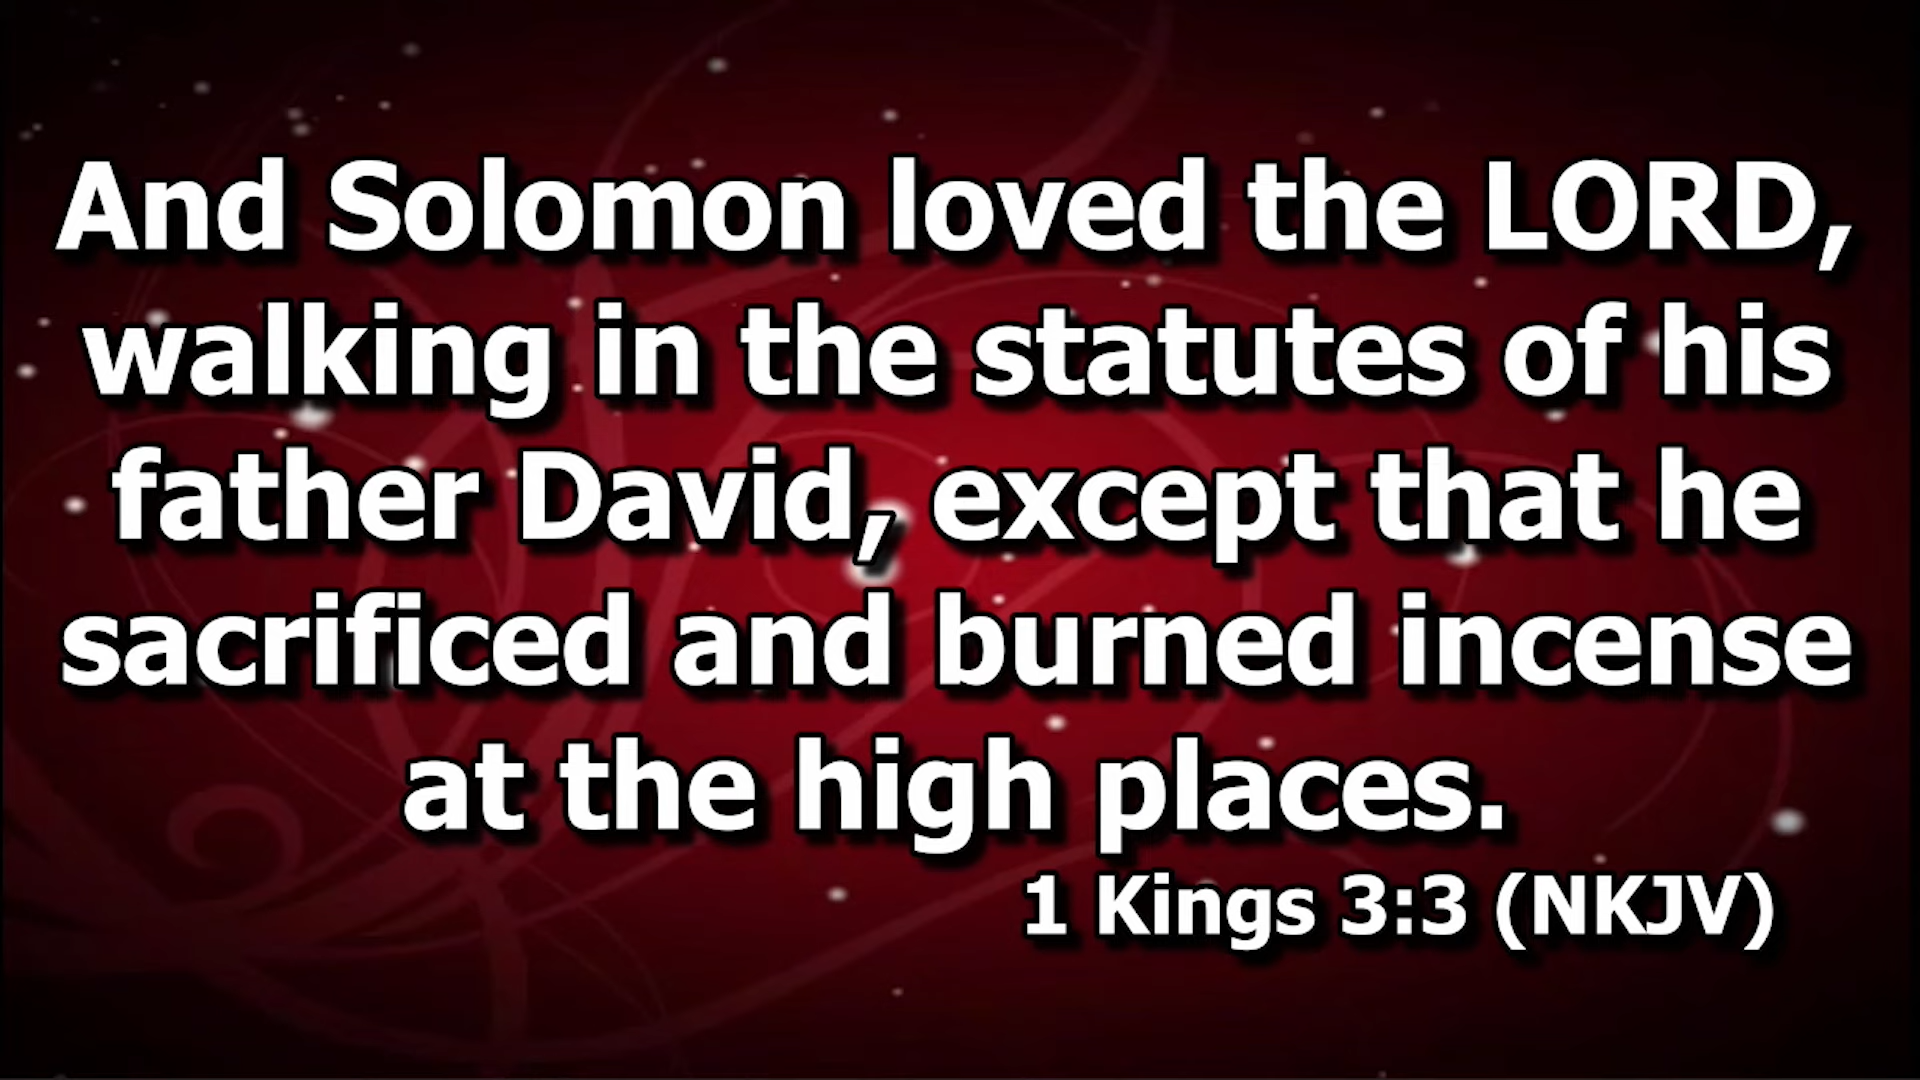 And Solomon loved the LORD,
walking in the statutes of his
father David, except that he
sacrificed and burned incense
at the high places.
1 Kings 3:3 (NKJV)